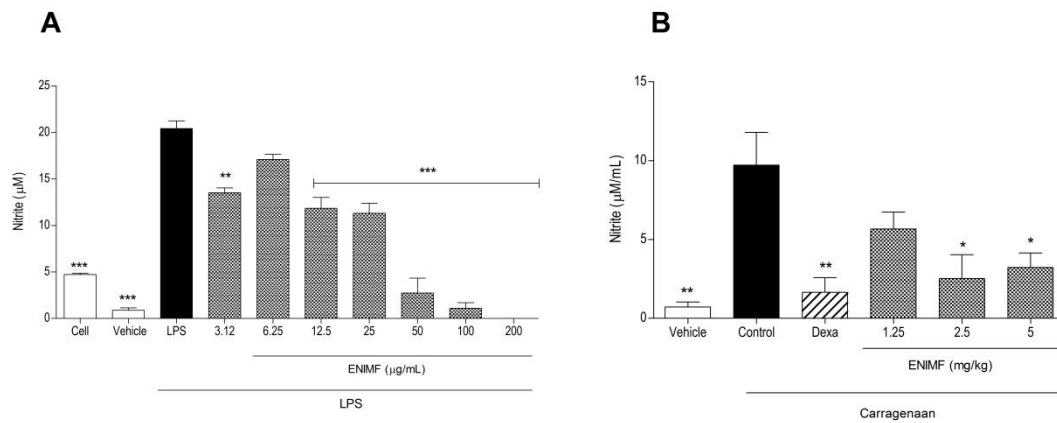 A
Nitrite (μM)
25
20
15
10
5
0
***
***
**
***
Cell Vehicle LPS 3.12 6.25 12.5 25 50 100 200
ENIMF (μg/mL)
LPS
B
Nitrite (μM/mL)
15
10
5
0
**
**
*
*
Vehicle Control Dexa 1.25 2.5 5
ENIMF (mg/kg)
Carragenaan